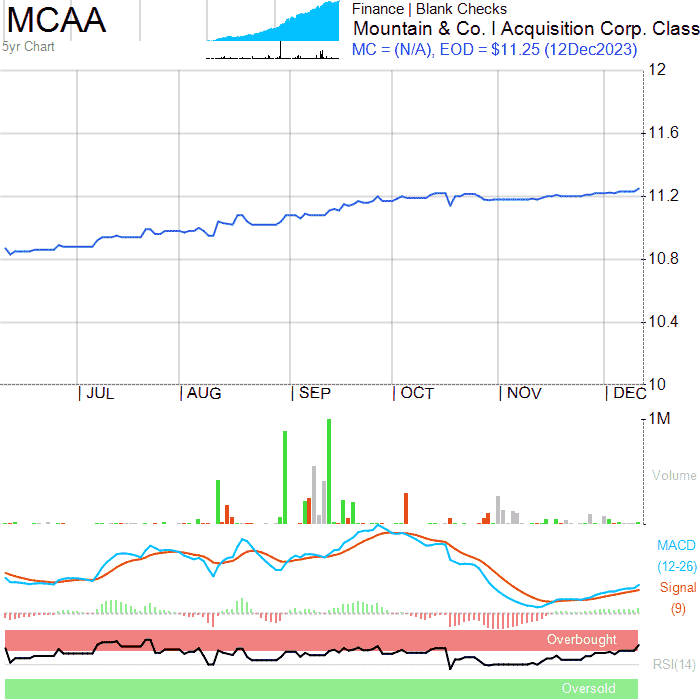 MCAA
5yr Chart
Finance | Blank Checks
Mountain & Co. I Acquisition Corp. Class
MC = (N/A), EOD = $11.25 (12Dec2023)
12
11.6
11.2
10.8
10.4
10
| JUL | AUG | SEP | OCT | NOV | DEC
1M
Volume
MACD
(12-26)
Signal
(9)
Overbought
RSI(14)
Oversold